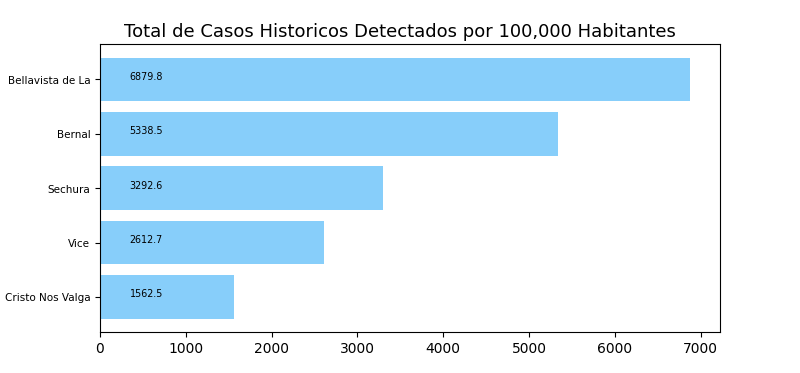 Total de Casos Historicos Detectados por 100,000 Habitantes
Bellavista de La 6879.8
Bernal 5338.5
Sechura 3292.6
Vice 2612.7
Cristo Nos Valga 1562.5
0 1000 2000 3000 4000 5000 6000 7000